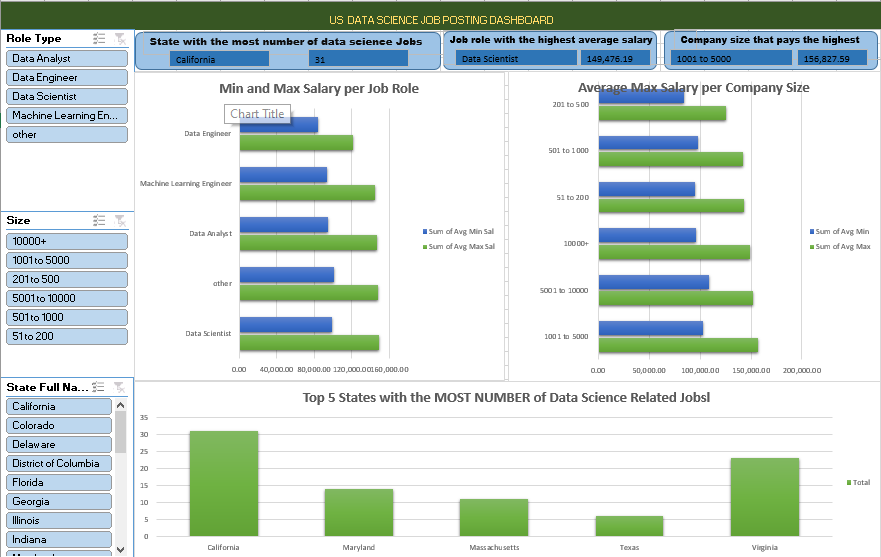 US DATA SCIENCE JOB POSTING DASHBOARD
Role Type
Data Analyst
Data Engineer
Data Scientist
Machine Learning En...
other
Size
10000+
1001 to 5000
201 to 500
5001 to 10000
501 to 1000
51 to 200
State Full Na...
California
Colorado
Delaware
District of Columbia
Florida
Georgia
Illinois
Indiana
State with the most number of data science Jobs
California 31
Job role with the highest average salary
Data Scientist 149,476.19
Company size that pays the highest
1001 to 5000 156,827.59
Min and Max Salary per Job Role
Chart Title
Data Engineer
Machine Learning Engineer
Data Analyst
other
Data Scientist
0.00 40,000.00 80,000.00 120,000.00 160,000.00
Sum of Avg Min Sal
Sum of Avg Max Sal
Average Max Salary per Company Size
201 to 500
501 to 1000
51 to 200
10000+
5001 to 10000
1001 to 5000
0.00 50,000.00 100,000.00 150,000.00 200,000.00
Sum of Avg Min
Sum of Avg Max
Top 5 States with the MOST NUMBER of Data Science Related Jobsl
35
30
25
20
15
10
5
0
California Maryland Massachusetts Texas Virginia
Total